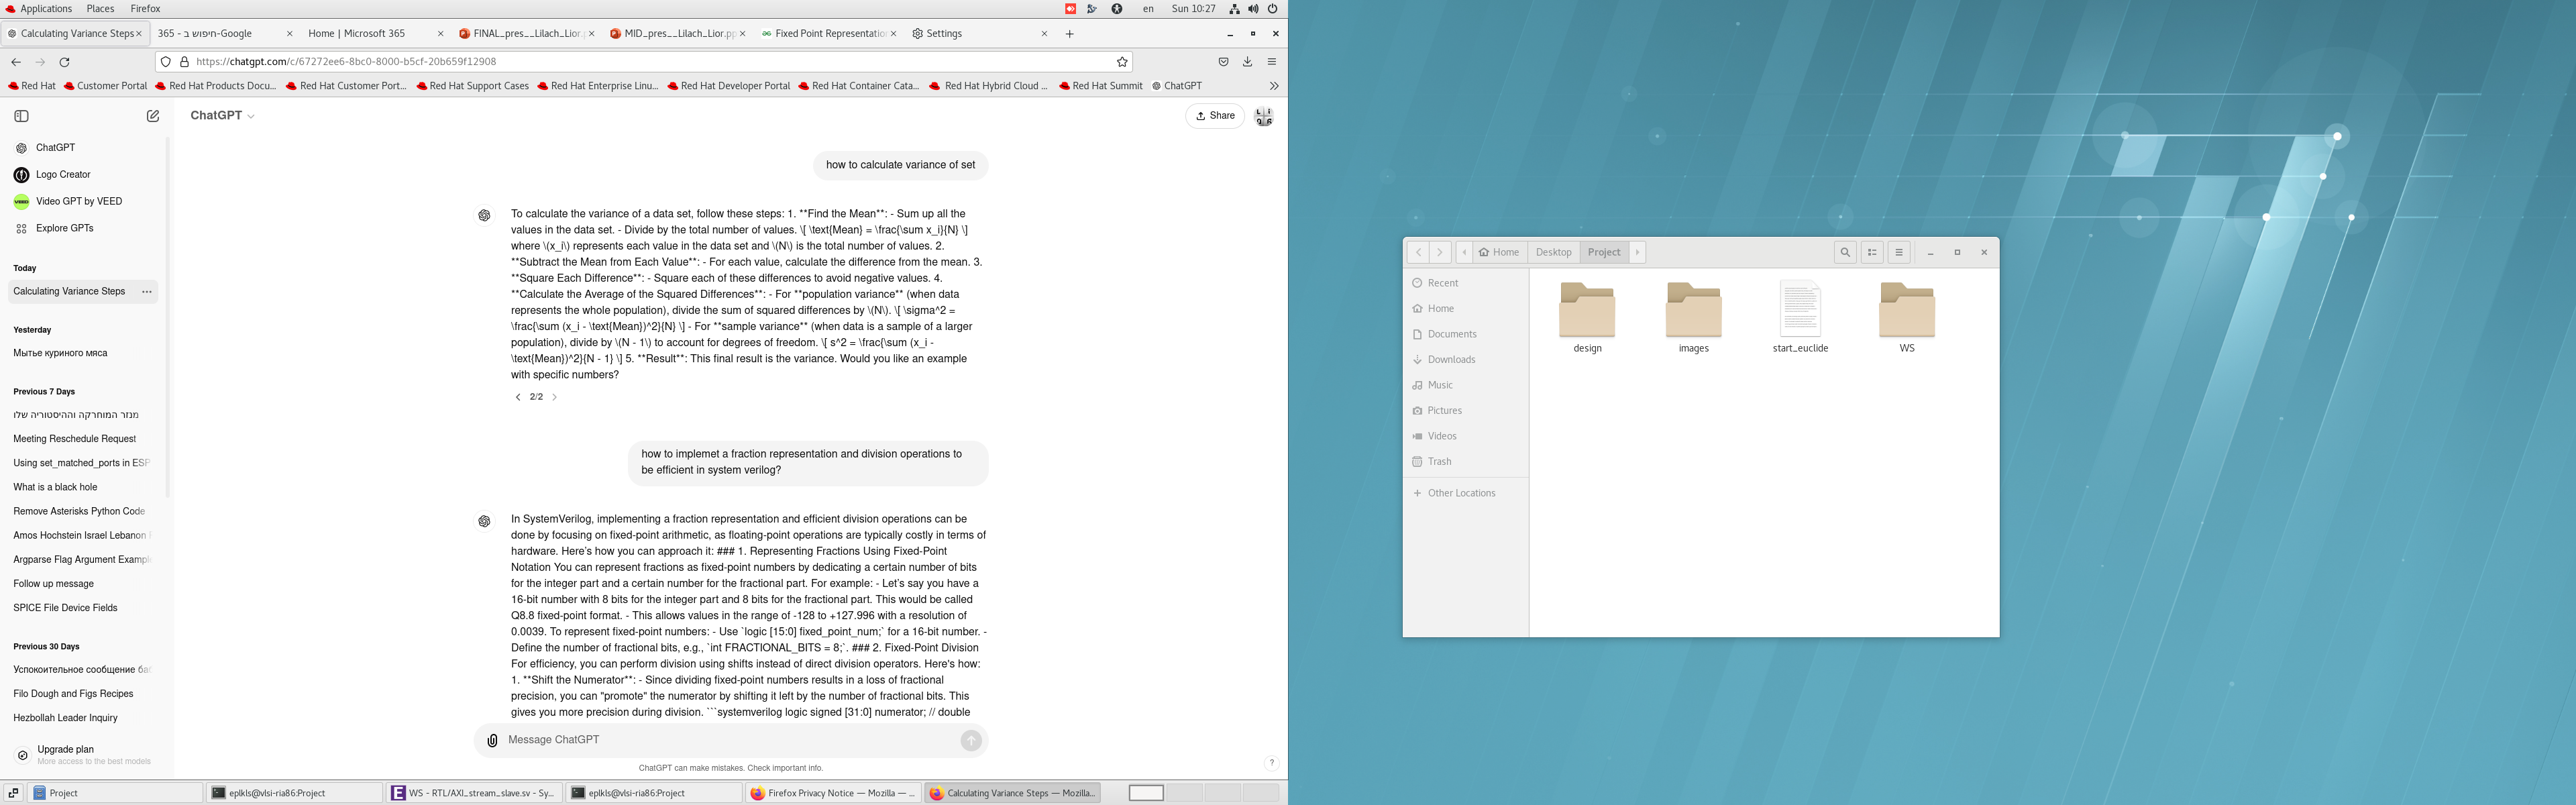 Applications Places Firefox
en Sun 10:27
Calculating Variance Steps
365 - חיפוש ב-Google
Home | Microsoft 365
FINAL_pres__Lilach_Lior.
MID_pres__Lilach_Lior.pp
Fixed Point Representatio
Settings
https://chatgpt.com/c/67272ee6-8bc0-8000-b5cf-20b659f12908
Red Hat
Customer Portal
Red Hat Products Docu...
Red Hat Customer Port...
Red Hat Support Cases
Red Hat Enterprise Linu...
Red Hat Developer Portal
Red Hat Container Cata...
Red Hat Hybrid Cloud ...
Red Hat Summit
ChatGPT
ChatGPT
Logo Creator
Video GPT by VEED
Explore GPTs
Today
Calculating Variance Steps
Yesterday
Мытье куриного мяса
Previous 7 Days
מנזר המוחרקה וההיסטוריה שלו
Meeting Reschedule Request
Using set_matched_ports in ESP
What is a black hole
Remove Asterisks Python Code
Amos Hochstein Israel Lebanon
Argparse Flag Argument Exampl
Follow up message
SPICE File Device Fields
Previous 30 Days
Успокоительное сообщение ба
Filo Dough and Figs Recipes
Hezbollah Leader Inquiry
Upgrade plan
More access to the best models
ChatGPT
Share
how to calculate variance of set
To calculate the variance of a data set, follow these steps: 1. **Find the Mean**: - Sum up all the
values in the data set. - Divide by the total number of values. \[ \text{Mean} = \frac{\sum x_i}{N} \]
where \(x_i\) represents each value in the data set and \(N\) is the total number of values. 2.
**Subtract the Mean from Each Value**: - For each value, calculate the difference from the mean. 3.
**Square Each Difference**: - Square each of these differences to avoid negative values. 4.
**Calculate the Average of the Squared Differences**: - For **population variance** (when data
represents the whole population), divide the sum of squared differences by \(N\). \[ \sigma^2 =
\frac{\sum (x_i - \text{Mean})^2}{N} \] - For **sample variance** (when data is a sample of a larger
population), divide by \(N - 1\) to account for degrees of freedom. \[ s^2 = \frac{\sum (x_i -
\text{Mean})^2}{N - 1} \] 5. **Result**: This final result is the variance. Would you like an example
with specific numbers?
2/2
how to implemet a fraction representation and division operations to
be efficient in system verilog?
In SystemVerilog, implementing a fraction representation and efficient division operations can be
done by focusing on fixed-point arithmetic, as floating-point operations are typically costly in terms of
hardware. Here's how you can approach it: ### 1. Representing Fractions Using Fixed-Point
Notation You can represent fractions as fixed-point numbers by dedicating a certain number of bits
for the integer part and a certain number for the fractional part. For example: - Let's say you have a
16-bit number with 8 bits for the integer part and 8 bits for the fractional part. This would be called
Q8.8 fixed-point format. - This allows values in the range of -128 to +127.996 with a resolution of
0.0039. To represent fixed-point numbers: - Use `logic [15:0] fixed_point_num;` for a 16-bit number. -
Define the number of fractional bits, e.g., `int FRACTIONAL_BITS = 8;`. ### 2. Fixed-Point Division
For efficiency, you can perform division using shifts instead of direct division operators. Here's how:
1. **Shift the Numerator**: - Since dividing fixed-point numbers results in a loss of fractional
precision, you can "promote" the numerator by shifting it left by the number of fractional bits. This
gives you more precision during division. ```systemverilog logic signed [31:0] numerator; // double
Message ChatGPT
ChatGPT can make mistakes. Check important info.
?
Home Desktop Project
Recent
Home
Documents
Downloads
Music
Pictures
Videos
Trash
Other Locations
design
images
start_euclide
WS
Project
eplkls@vlsi-ria86:Project
WS - RTL/AXI_stream_slave.sv - Sy...
eplkls@vlsi-ria86:Project
Firefox Privacy Notice — Mozilla — ...
Calculating Variance Steps — Mozilla...